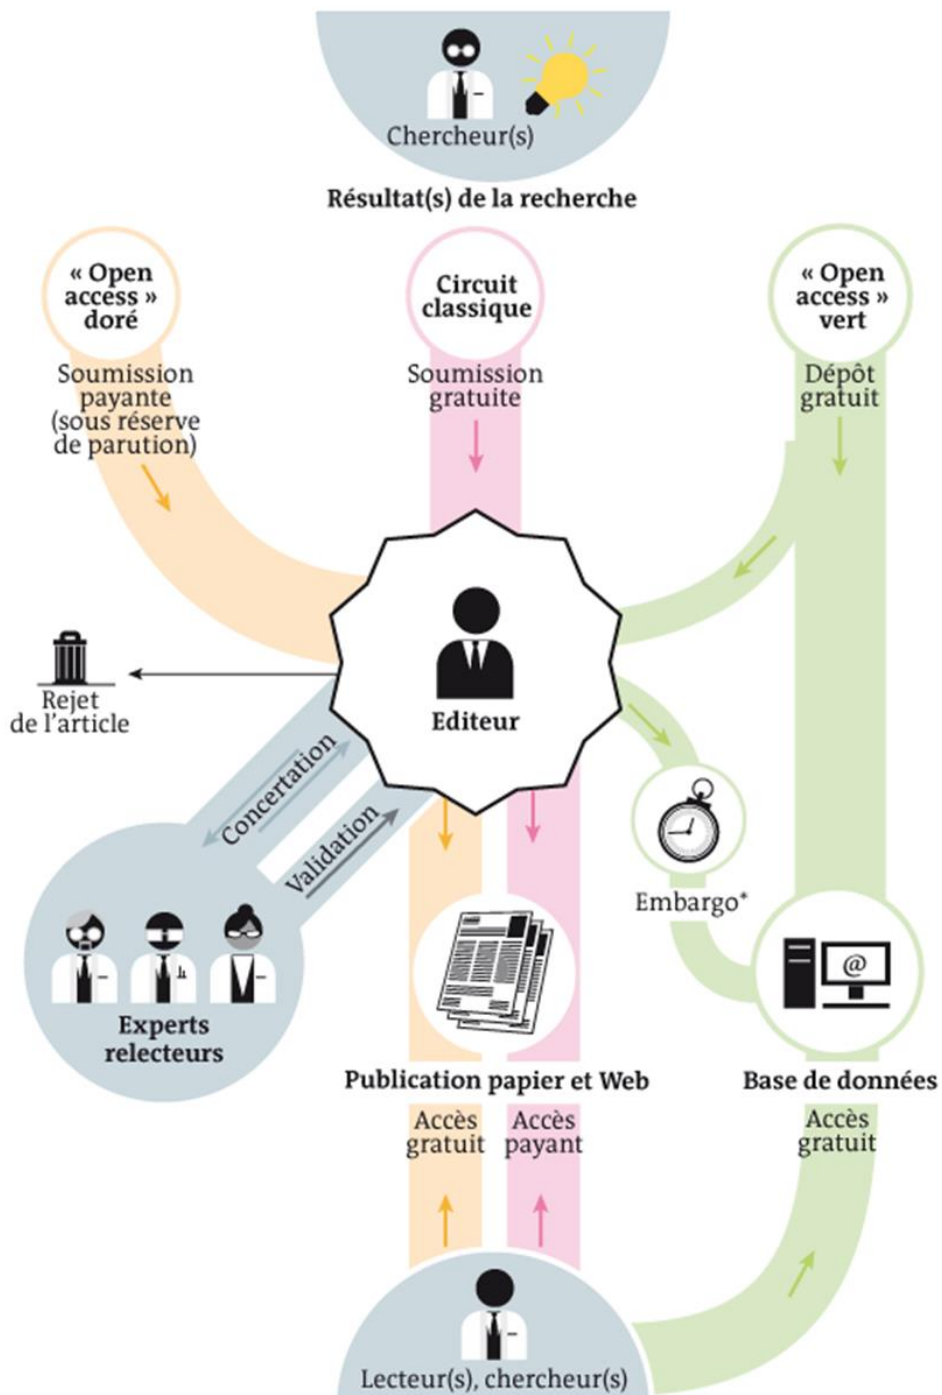 Chercheur(s)
Résultat(s) de la recherche
« Open
access »
doré
Soumission
payante
(sous réserve
de parution)
Circuit
classique
Soumission
gratuite
« Open
access »
vert
Dépôt
gratuit
Editeur
Rejet
de l'article
Concertation
Validation
Experts
relecteurs
Embargo*
@
Publication papier et Web
Base de données
Accès
gratuit
Accès
payant
Accès
gratuit
Lecteur(s), chercheur(s)